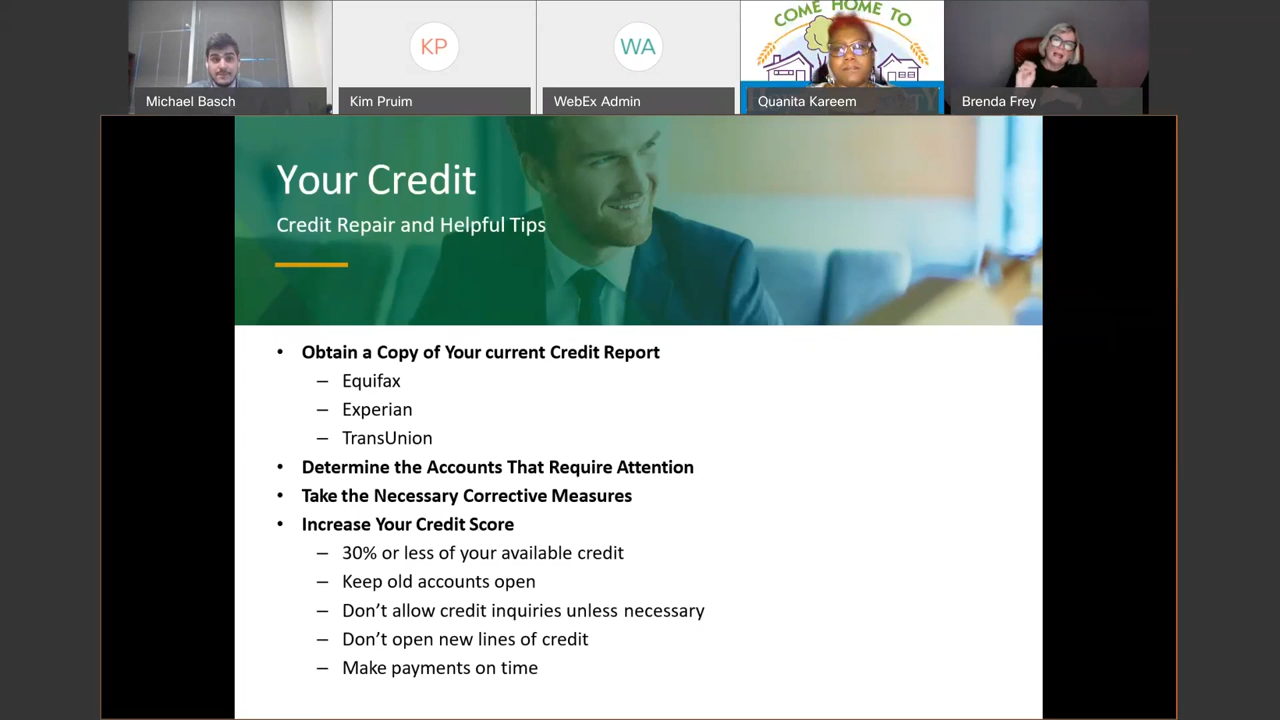 COME HOME TO
KP
WA
Michael Basch
Kim Pruim
WebEx Admin
Quanita Kareem
Brenda Frey
Your Credit
Credit Repair and Helpful Tips
• Obtain a Copy of Your current Credit Report
– Equifax
– Experian
– TransUnion
• Determine the Accounts That Require Attention
• Take the Necessary Corrective Measures
• Increase Your Credit Score
– 30% or less of your available credit
– Keep old accounts open
– Don’t allow credit inquiries unless necessary
– Don’t open new lines of credit
– Make payments on time